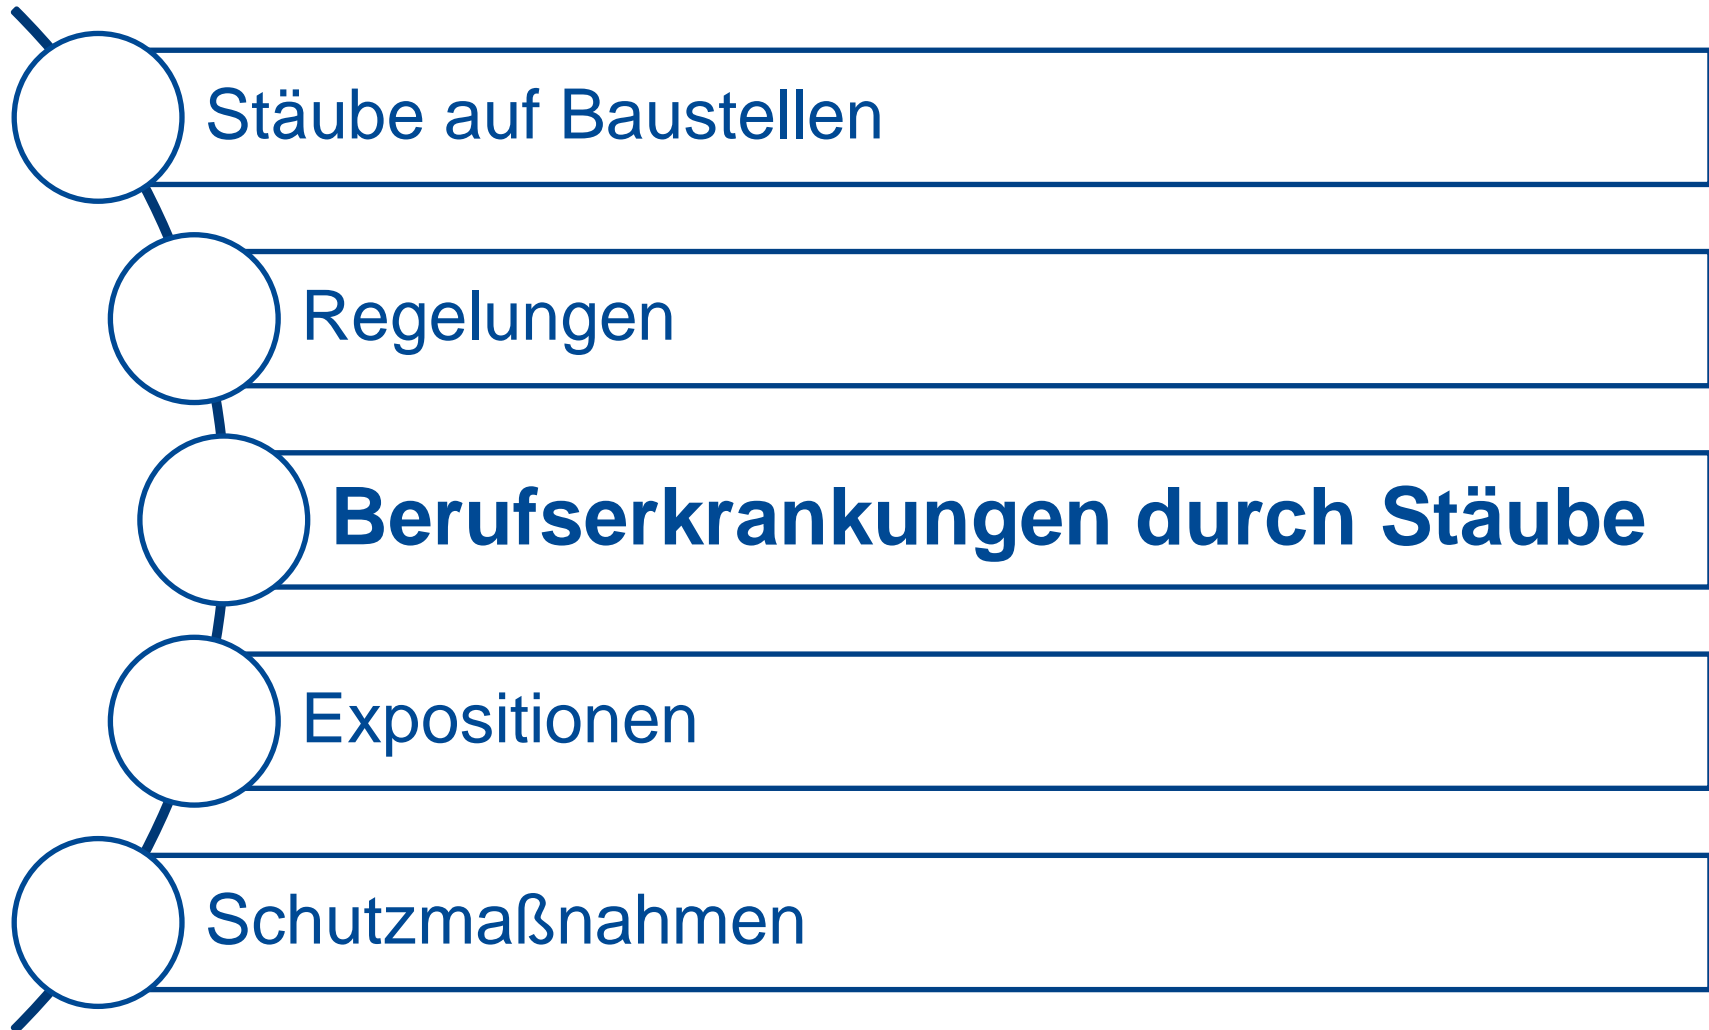 Stäube auf Baustellen
Regelungen
Berufserkrankungen durch Stäube
Expositionen
Schutzmaßnahmen